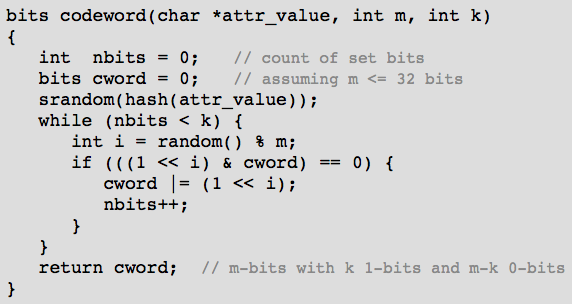 bits codeword(char *attr_value, int m, int k)
{
   int  nbits = 0;   // count of set bits
   bits cword = 0;   // assuming m <= 32 bits
   srandom(hash(attr_value));
   while (nbits < k) {
      int i = random() % m;
      if (((1 << i) & cword) == 0) {
         cword |= (1 << i);
         nbits++;
      }
   }
   return cword;  // m-bits with k 1-bits and m-k 0-bits
}